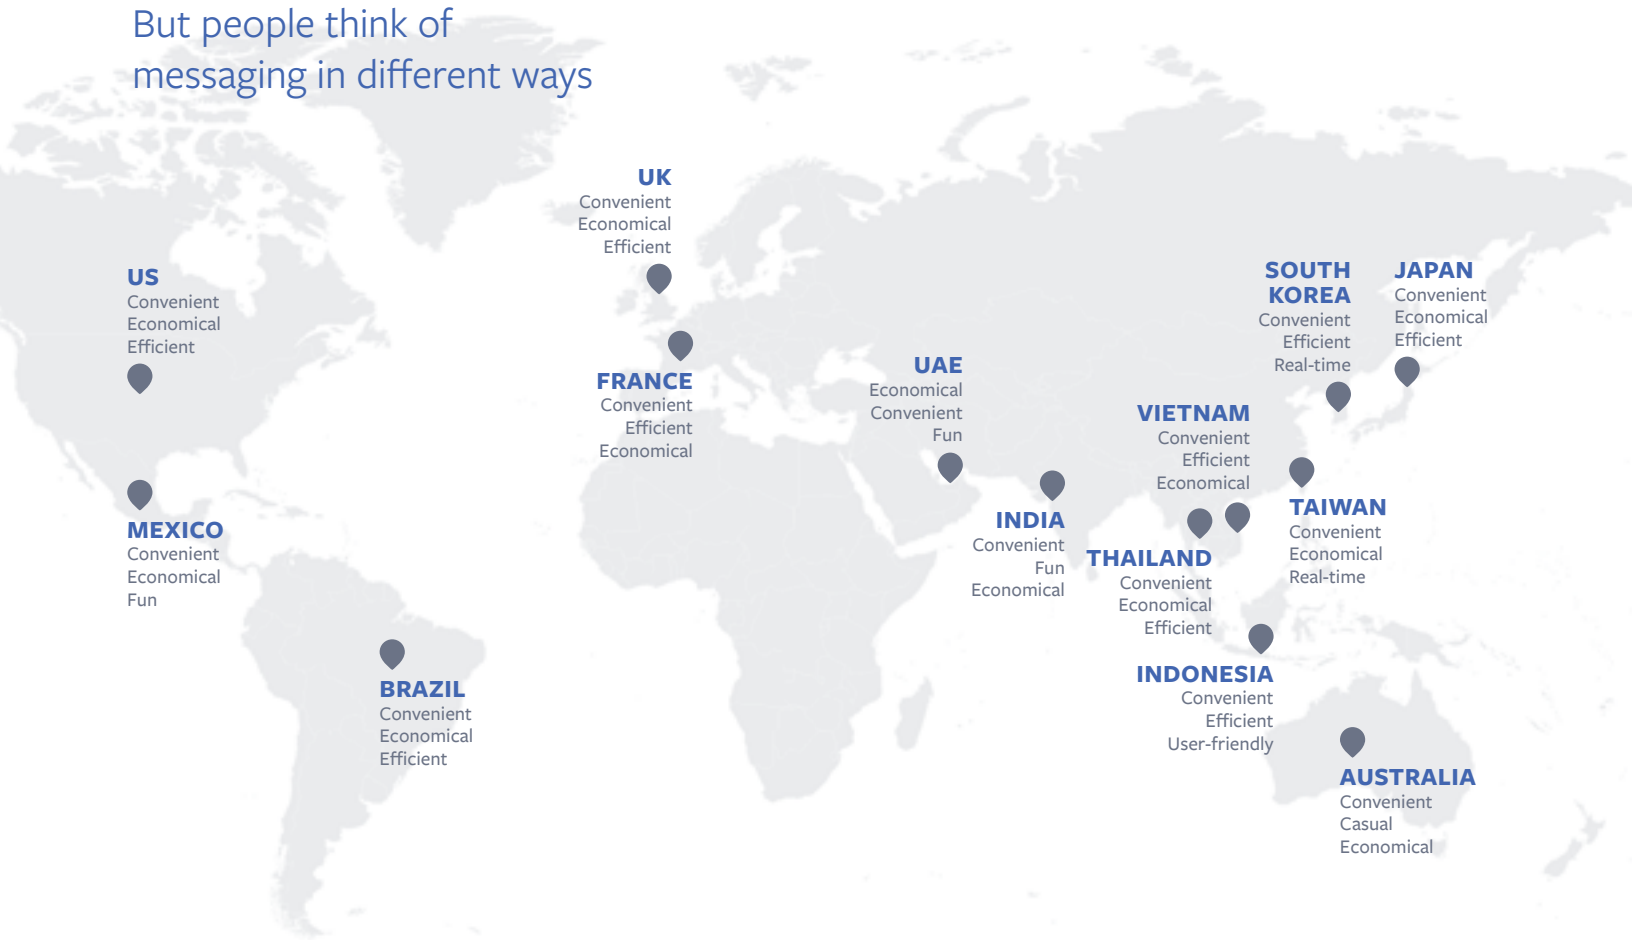 But people think of
messaging in different ways
UK
Convenient
Economical
Efficient
US
Convenient
Economical
Efficient
SOUTH
KOREA
Convenient
Efficient
Real-time
JAPAN
Convenient
Economical
Efficient
FRANCE
Convenient
Efficient
Economical
UAE
Economical
Convenient
Fun
VIETNAM
Convenient
Efficient
Economical
MEXICO
Convenient
Economical
Fun
INDIA
Convenient
Fun
Economical
THAILAND
Convenient
Economical
Efficient
TAIWAN
Convenient
Economical
Real-time
BRAZIL
Convenient
Economical
Efficient
INDONESIA
Convenient
Efficient
User-friendly
AUSTRALIA
Convenient
Casual
Economical